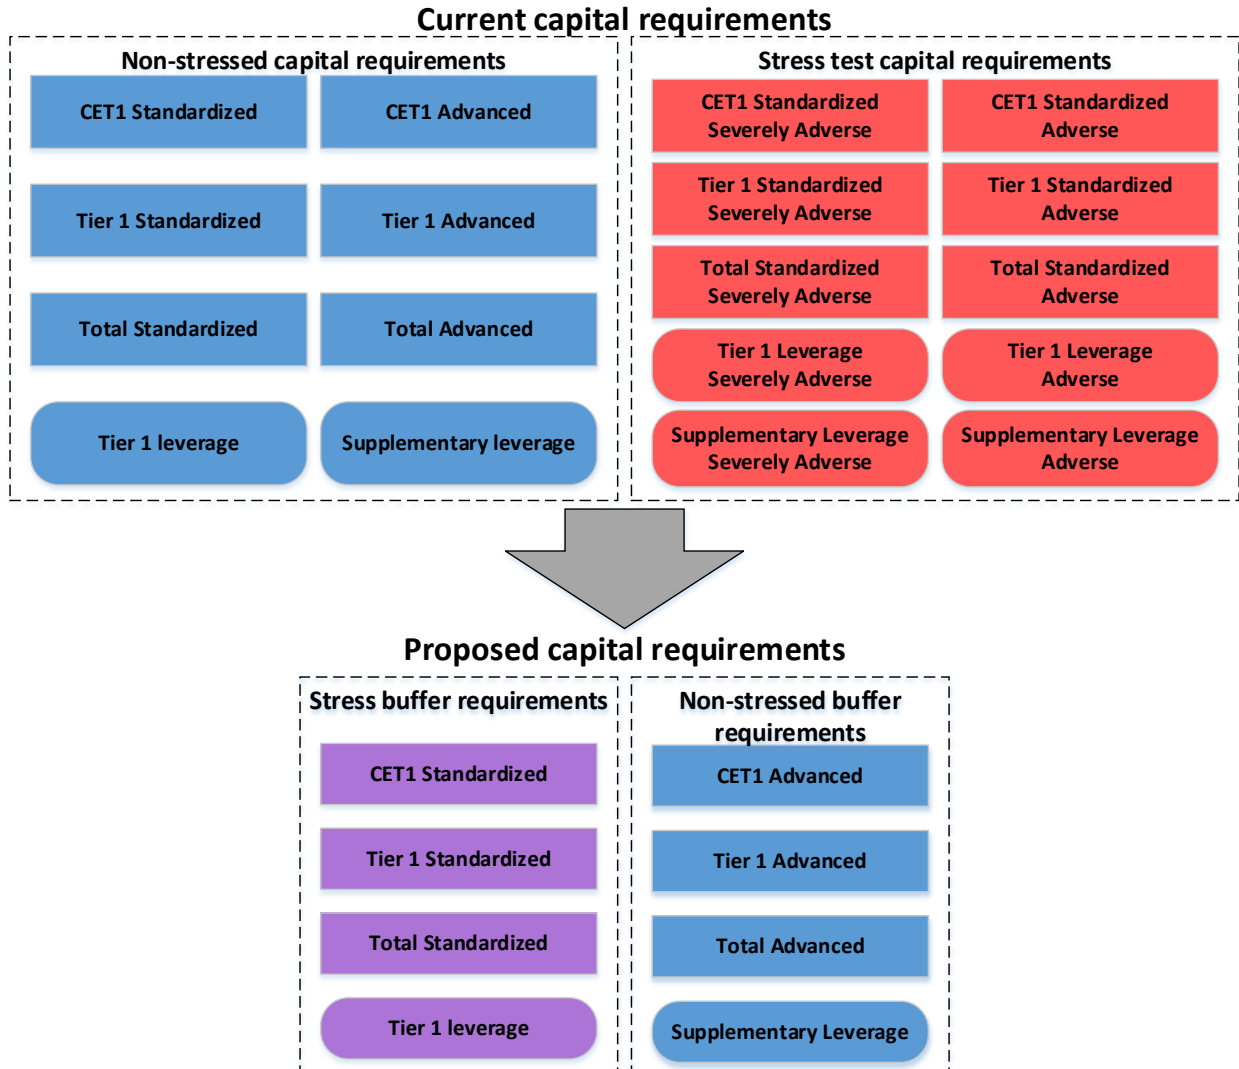 Current capital requirements
Non-stressed capital requirements
CET1 Standardized
CET1 Advanced
Tier 1 Standardized
Tier 1 Advanced
Total Standardized
Total Advanced
Tier 1 leverage
Supplementary leverage
Stress test capital requirements
CET1 Standardized
Severely Adverse
CET1 Standardized
Adverse
Tier 1 Standardized
Severely Adverse
Tier 1 Standardized
Adverse
Total Standardized
Severely Adverse
Total Standardized
Adverse
Tier 1 Leverage
Severely Adverse
Tier 1 Leverage
Adverse
Supplementary Leverage
Severely Adverse
Supplementary Leverage
Adverse
Proposed capital requirements
Stress buffer requirements
CET1 Standardized
Tier 1 Standardized
Total Standardized
Tier 1 leverage
Non-stressed buffer
requirements
CET1 Advanced
Tier 1 Advanced
Total Advanced
Supplementary Leverage